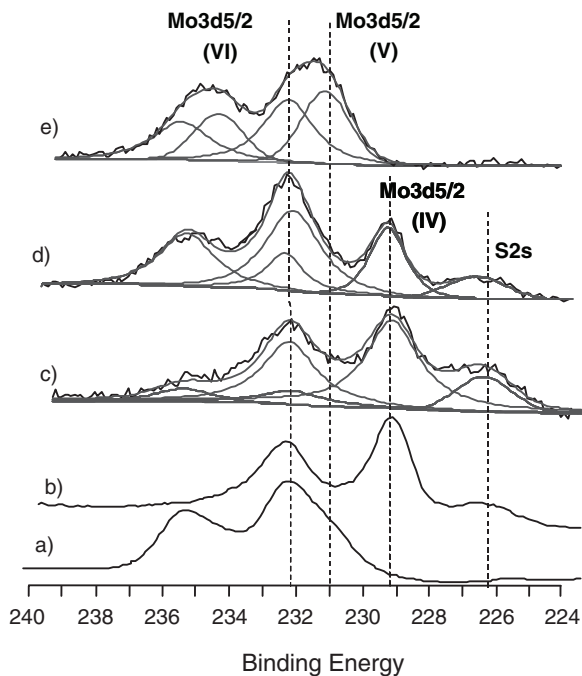 Mo3d5/2 Mo3d5/2
(VI) (V)
e)
Mo3d5/2
(IV)
d) S2s
c)
b)
a)
240 238 236 234 232 230 229 228 226 224
Binding Energy